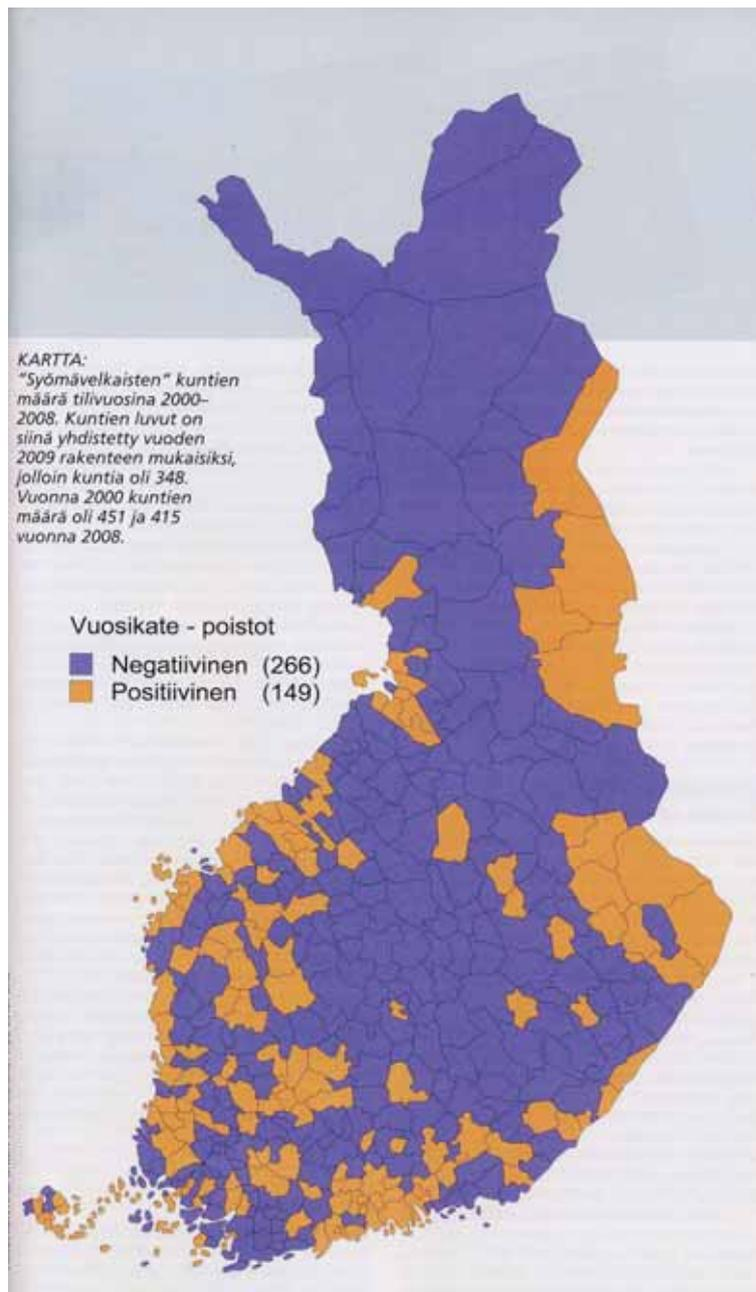 KARTTA:
"Syömävelkaisten" kuntien
määrä tilivuosina 2000–
2008. Kuntien luvut on
siinä yhdistetty vuoden
2009 rakenteen mukaisiksi,
jolloin kuntia oli 348.
Vuonna 2000 kuntien
määrä oli 451 ja 415
vuonna 2008.
Vuosikate - poistot
Negatiivinen (266)
Positiivinen (149)